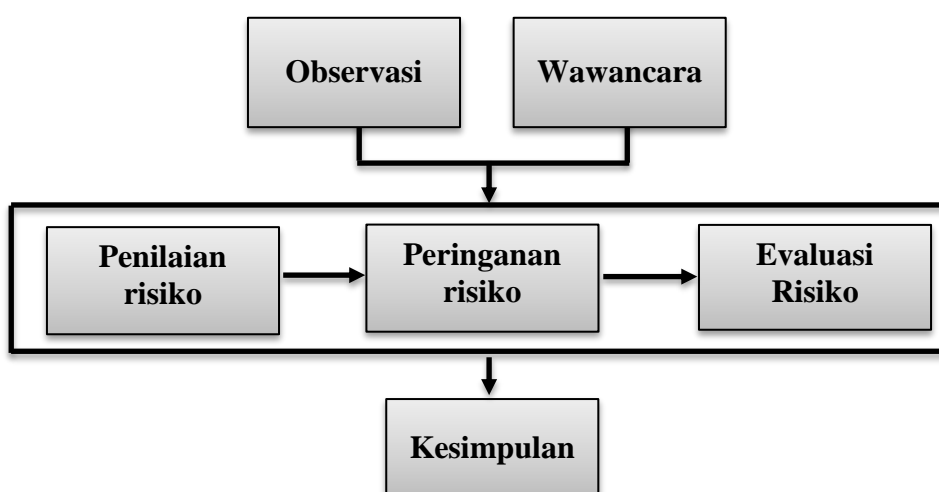 Observasi
Wawancara
Penilaian
risiko
Peringanan
risiko
Evaluasi
Risiko
Kesimpulan